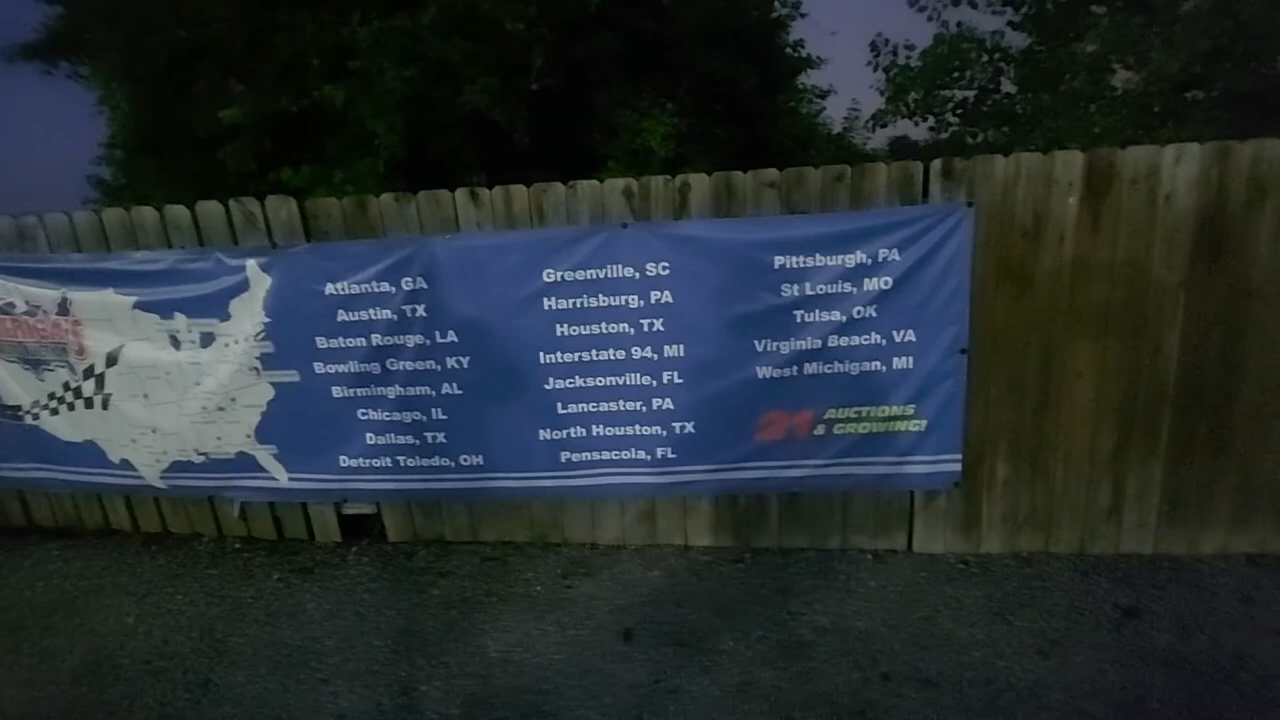 Atlanta, GA
Austin, TX
Baton Rouge, LA
Bowling Green, KY
Birmingham, AL
Chicago, IL
Dallas, TX
Detroit Toledo, OH
Greenville, SC
Harrisburg, PA
Houston, TX
Interstate 94, MI
Jacksonville, FL
Lancaster, PA
North Houston, TX
Pensacola, FL
Pittsburgh, PA
St Louis, MO
Tulsa, OK
Virginia Beach, VA
West Michigan, MI
21 AUCTIONS
& GROWING!